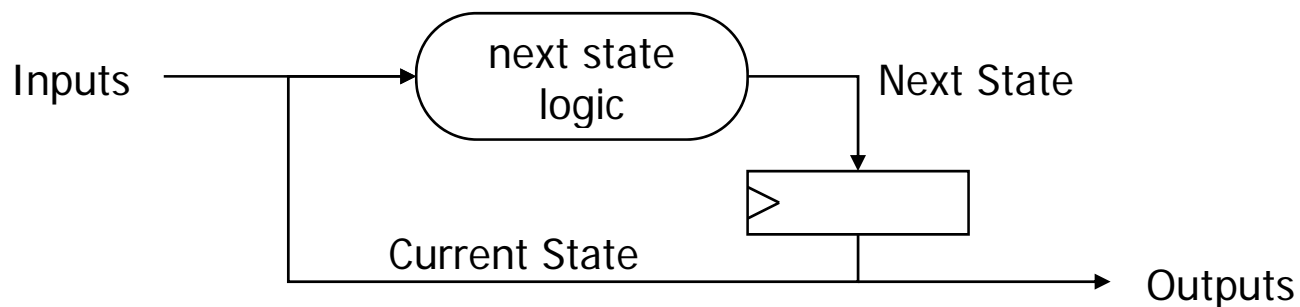 Inputs
next state
logic
Next State
Current State
Outputs